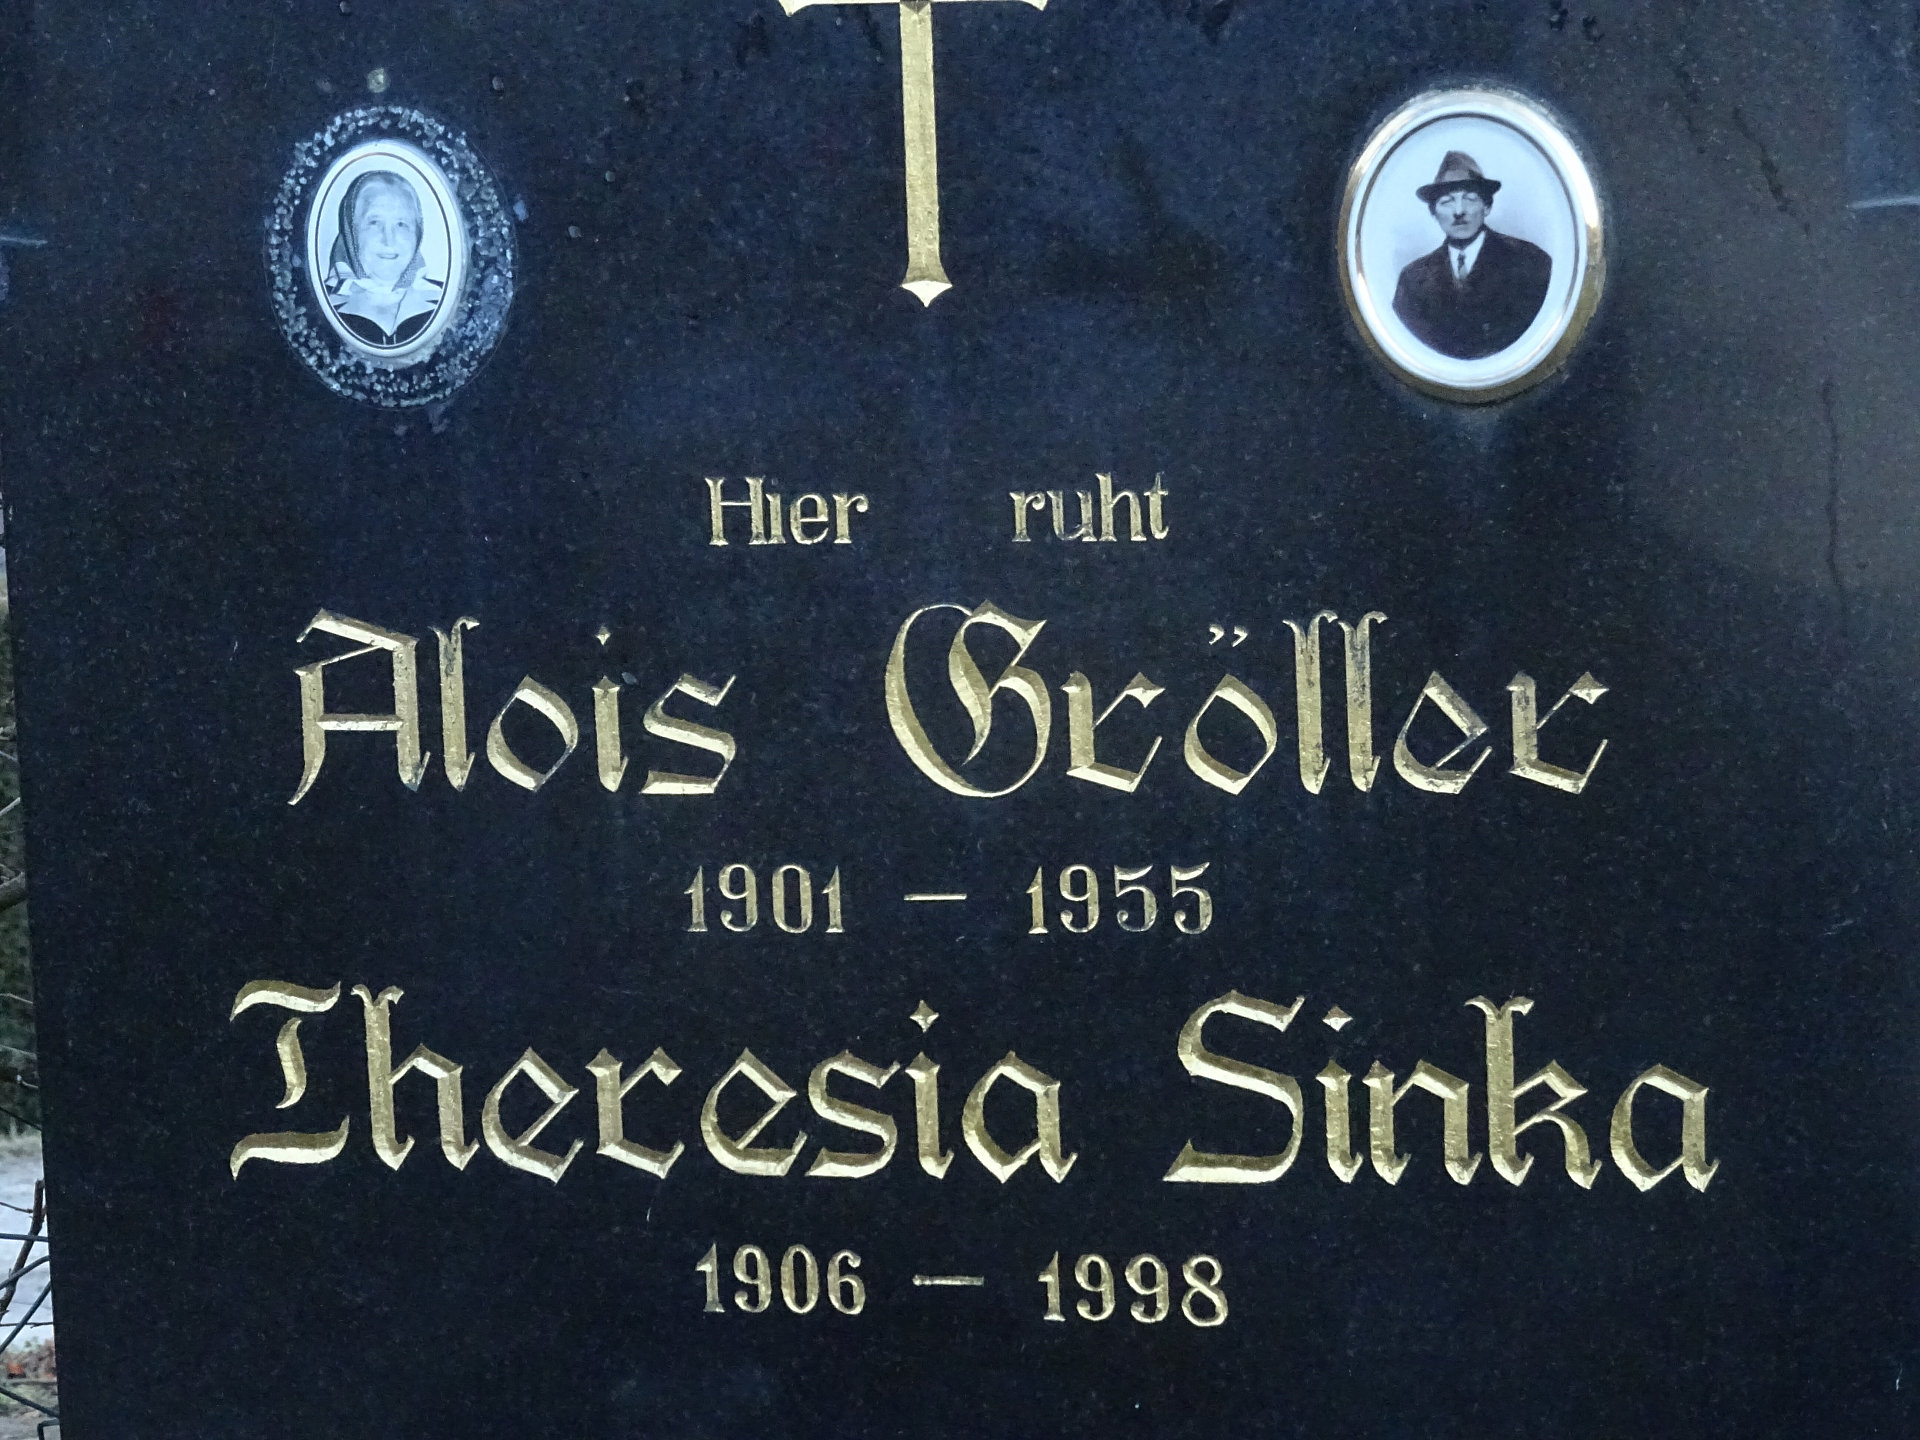 Hier ruht
Alois Gröller
1901 – 1955
Theresia Sinka
1906 – 1998